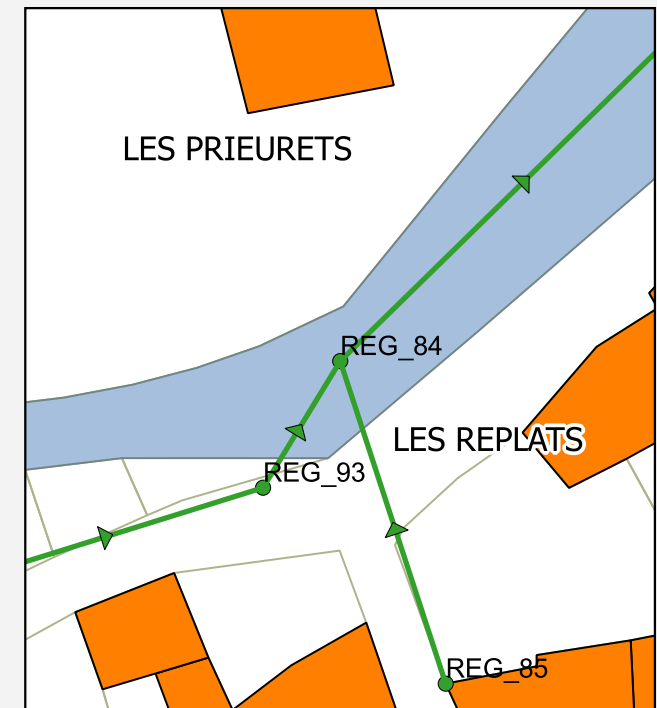 LES PRIEURETS
REG_84
LES REPLATS
REG_93
REG_85